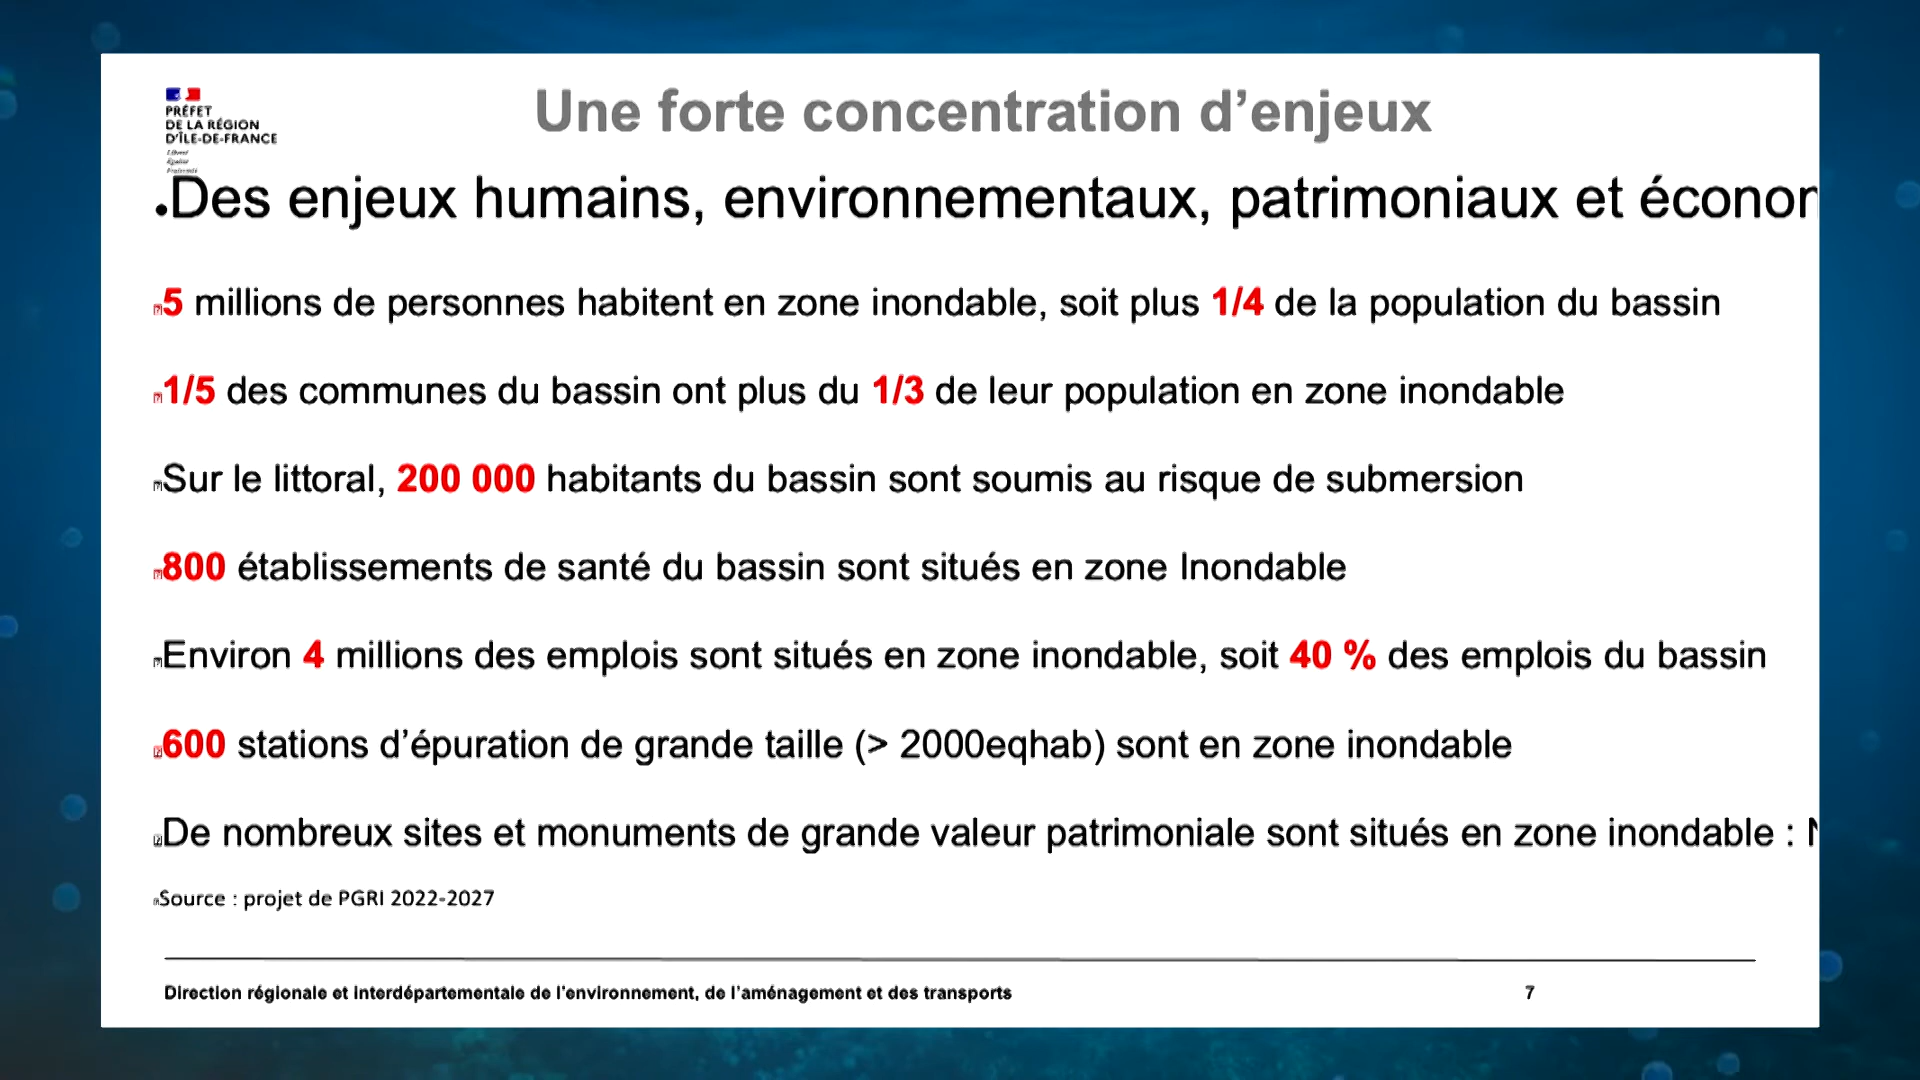 PRÉFET
DE LA RÉGION
D'ÎLE-DE-FRANCE
Liberté
Égalité
Fraternité
Une forte concentration d’enjeux
Des enjeux humains, environnementaux, patrimoniaux et
5 millions de personnes habitent en zone inondable, soit plus 1/4 de la population du bassin
1/5 des communes du bassin ont plus du 1/3 de leur population en zone inondable
Sur le littoral, 200 000 habitants du bassin sont soumis au risque de submersion
800 établissements de santé du bassin sont situés en zone Inondable
Environ 4 millions des emplois sont situés en zone inondable, soit 40 % des emplois du bassin
600 stations d’épuration de grande taille (> 2000eqhab) sont en zone inondable
De nombreux sites et monuments de grande valeur patrimoniale sont situés en zone inondable :
Source : projet de PGRI 2022-2027
Direction régionale et interdépartementale de l’environnement, de l’aménagement et des transports
7